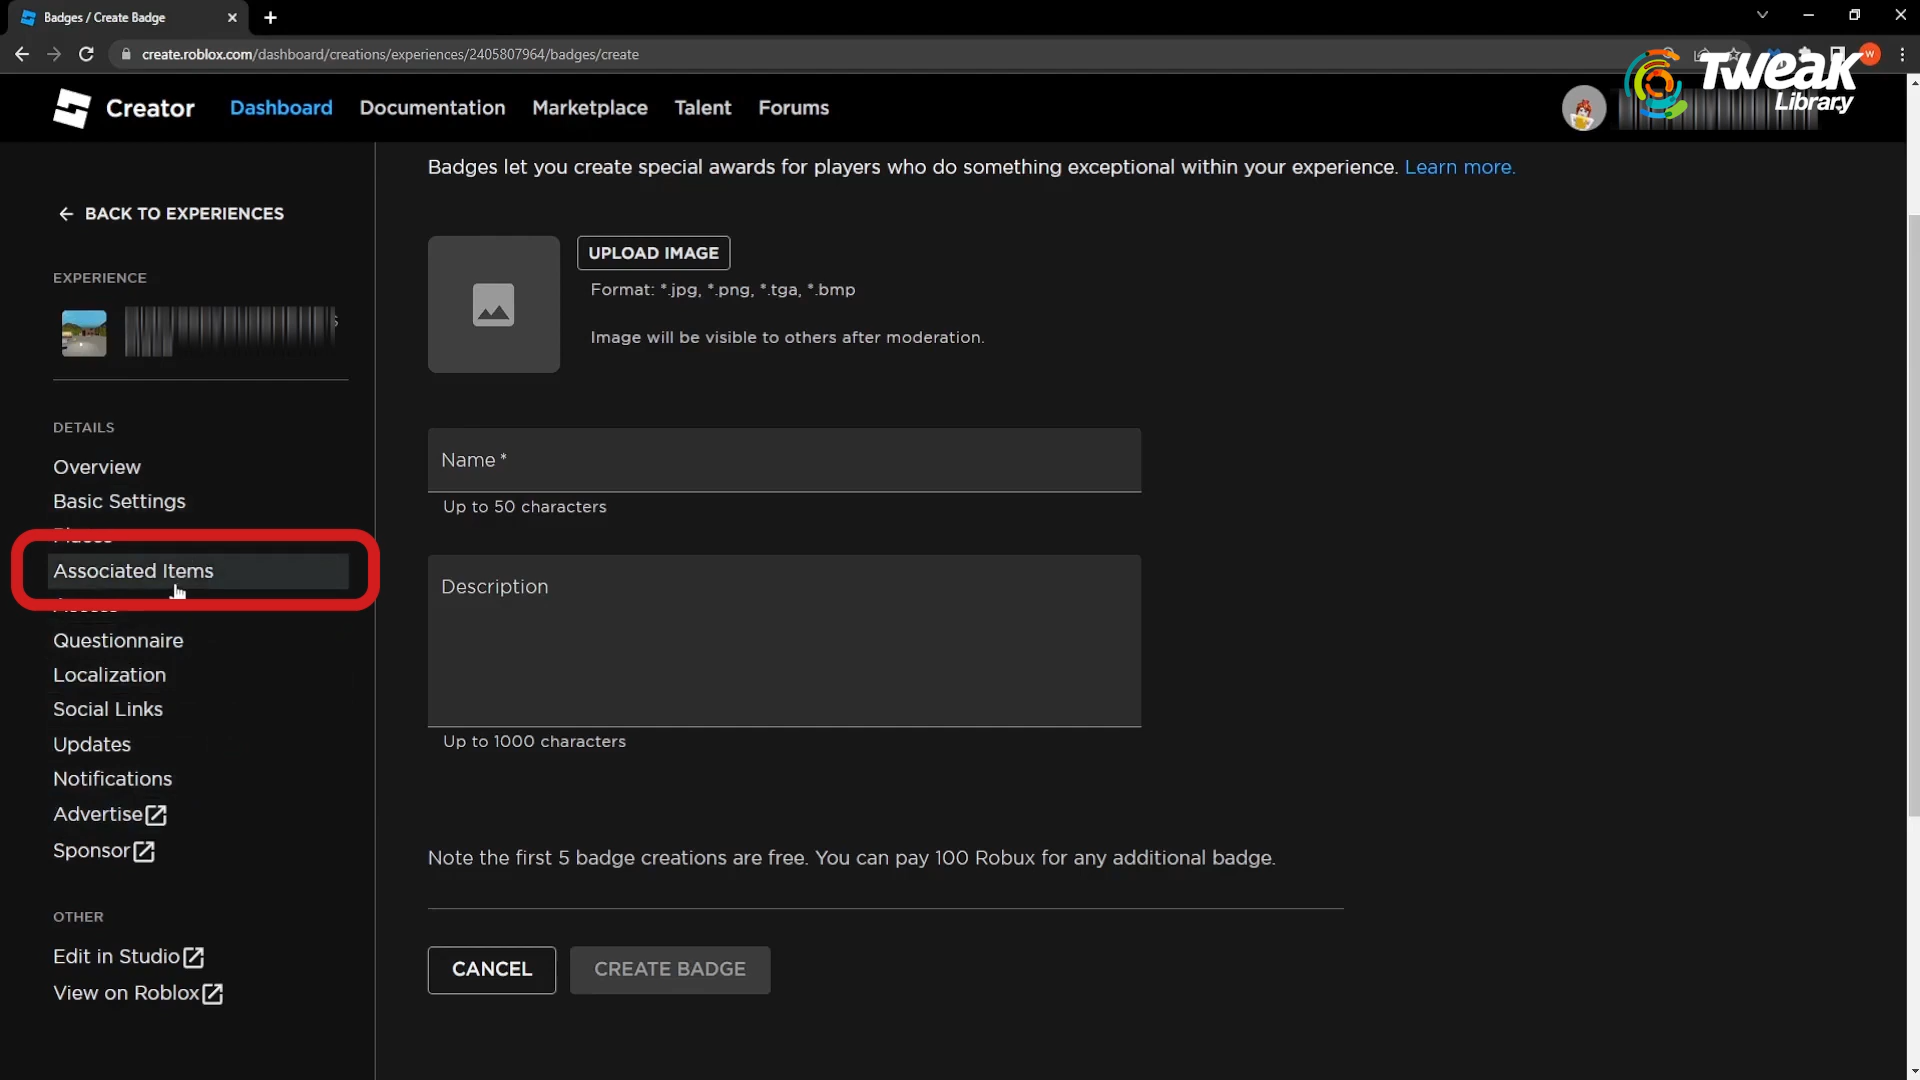 Badges / Create Badge
create.roblox.com/dashboard/creations/experiences/2405807964/badges/create
W
TWEAK
Library
Creator
Dashboard
Documentation
Marketplace
Talent
Forums
Badges let you create special awards for players who do something exceptional within your experience. Learn more.
BACK TO EXPERIENCES
UPLOAD IMAGE
Format: *.jpg, *.png, *.tga, *.bmp
Image will be visible to others after moderation.
EXPERIENCE
DETAILS
Overview
Basic Settings
Places
Associated Items
Access
Questionnaire
Localization
Social Links
Updates
Notifications
Advertise
Sponsor
OTHER
Edit in Studio
View on Roblox
Name *
Up to 50 characters
Description
Up to 1000 characters
Note the first 5 badge creations are free. You can pay 100 Robux for any additional badge.
CANCEL
CREATE BADGE